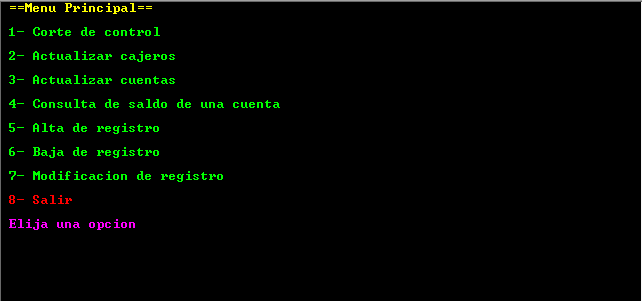 ==Menu Principal==
1- Corte de control
2- Actualizar cajeros
3- Actualizar cuentas
4- Consulta de saldo de una cuenta
5- Alta de registro
6- Baja de registro
7- Modificacion de registro
8- Salir
Elija una opcion